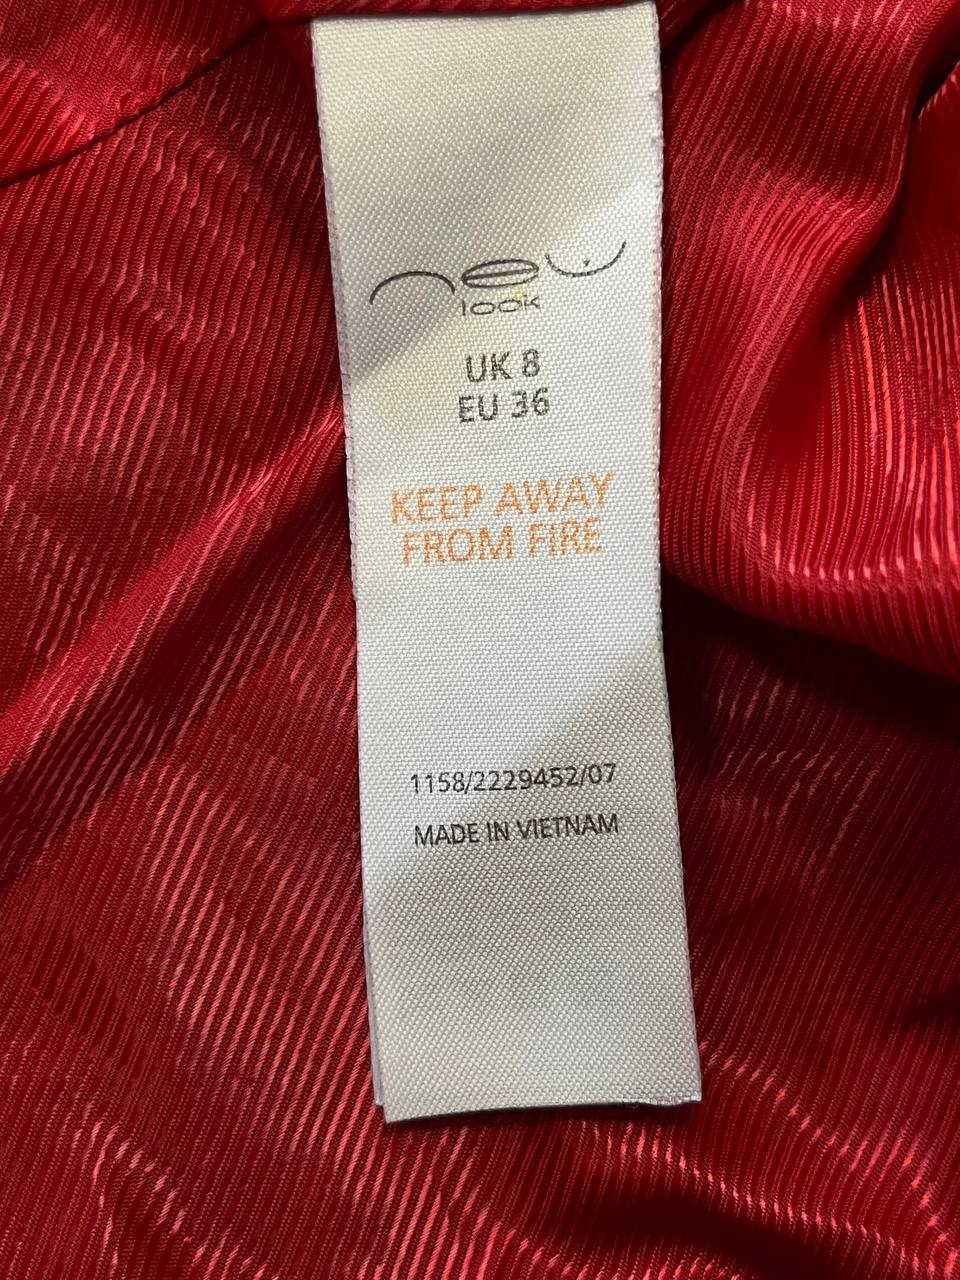 new
look
UK 8
EU 36
KEEP AWAY
FROM FIRE
1158/2229452/07
MADE IN VIETNAM